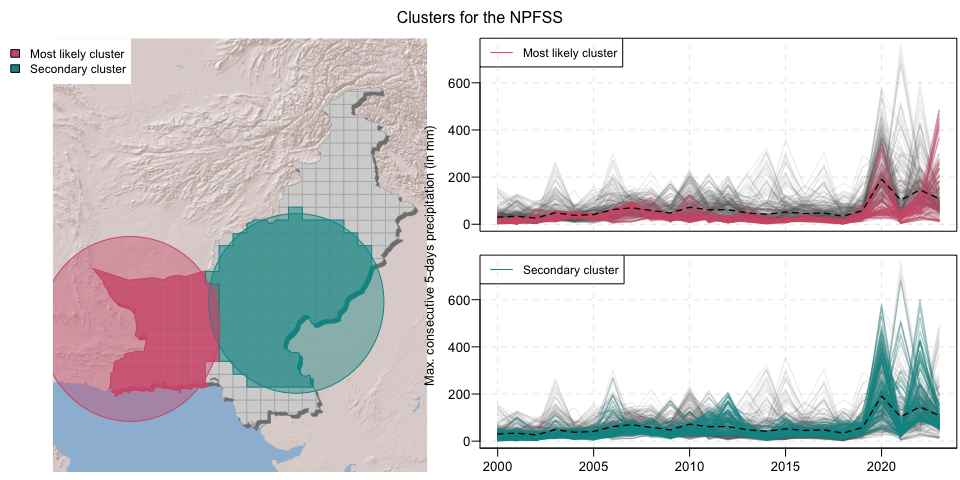 Clusters for the NPFSS
Most likely cluster
Secondary cluster
Max. consecutive 5-days precipitation (in mm)
Most likely cluster
600
400
200
0
Secondary cluster
600
400
200
0
2000 2005 2010 2015 2020